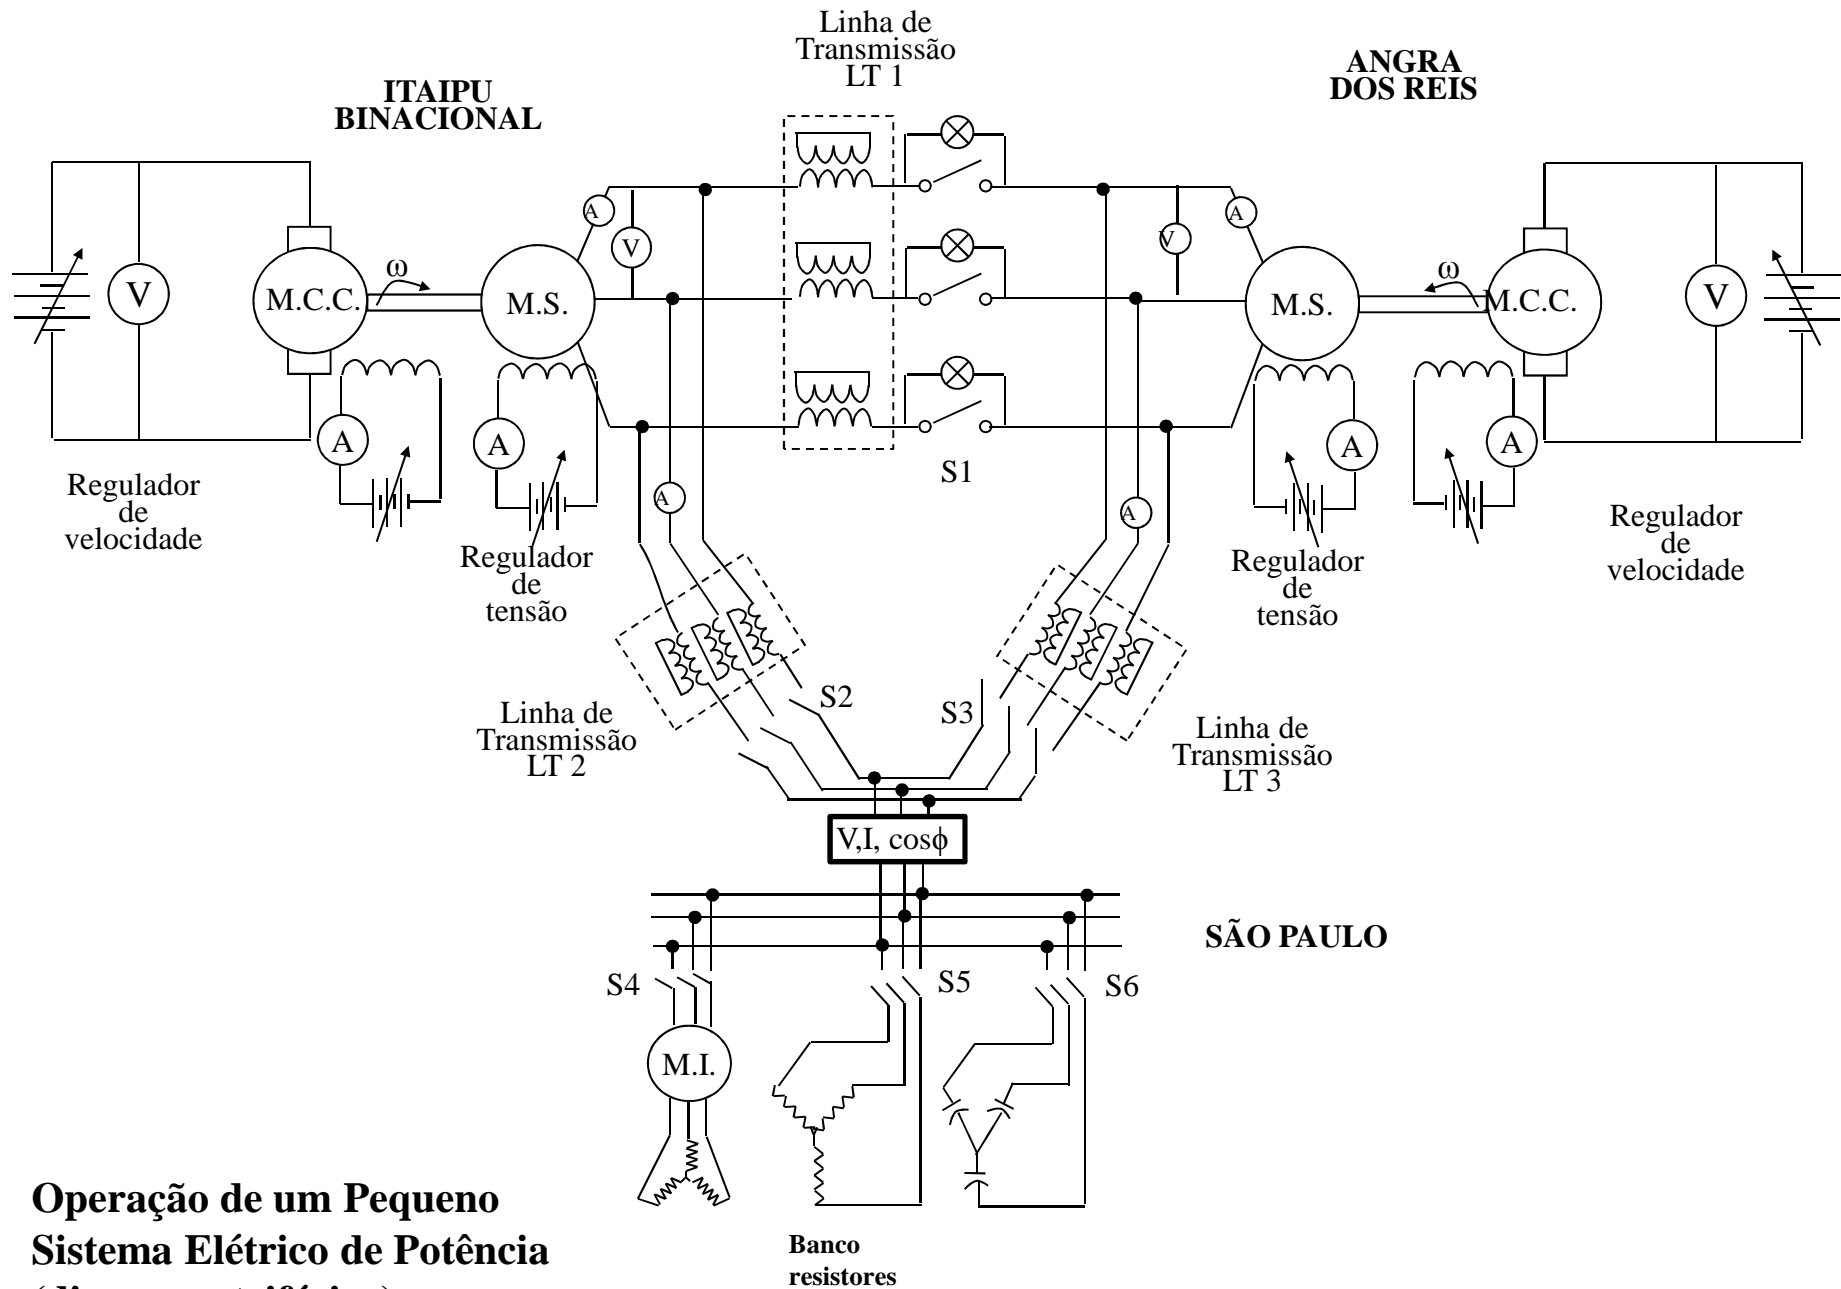 Linha de
Transmissão
LT 1
ITAIPU
BINACIONAL
ANGRA
DOS REIS
A
V
V
A
V
M.C.C.
ω
M.S.
M.S.
ω
M.C.C.
V
A
A
A
A
S1
Regulador
de
velocidade
A
A
Regulador
de
tensão
Regulador
de
tensão
Regulador
de
velocidade
S2
S3
Linha de
Transmissão
LT 2
Linha de
Transmissão
LT 3
V,I, cosϕ
SÃO PAULO
S4
S5
S6
M.I.
Operação de um Pequeno
Sistema Elétrico de Potência
Banco
resistores